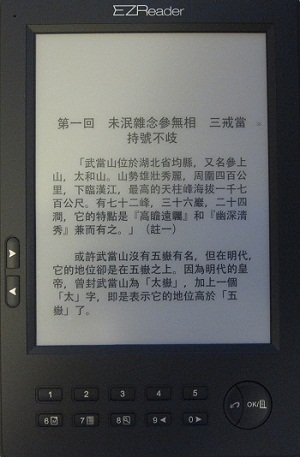 EZReader
第一回　未泯雜念參無相　三戒當
持號不歧
「武當山位於湖北省均縣，又名參上
山，太和山。山勢雄壯秀麗，周圍四百公
里，下臨漢江，最高的天柱峰海拔一千七
百公尺。有七十二峰，三十六巖，二十四
澗，它的特點是『高瞻遠矚』和『幽深清
秀』兼而有之。」（註一）
或許武當山沒有五嶽有名，但在明代，
它的地位卻是在五嶽之上。因為明代的皇
帝，曾封武當山為「太嶽」，加上一個
「太」字，即是表示它的地位高於「五
嶽」了。
1 2 3 4 5
6 7 8 9 0 OK/